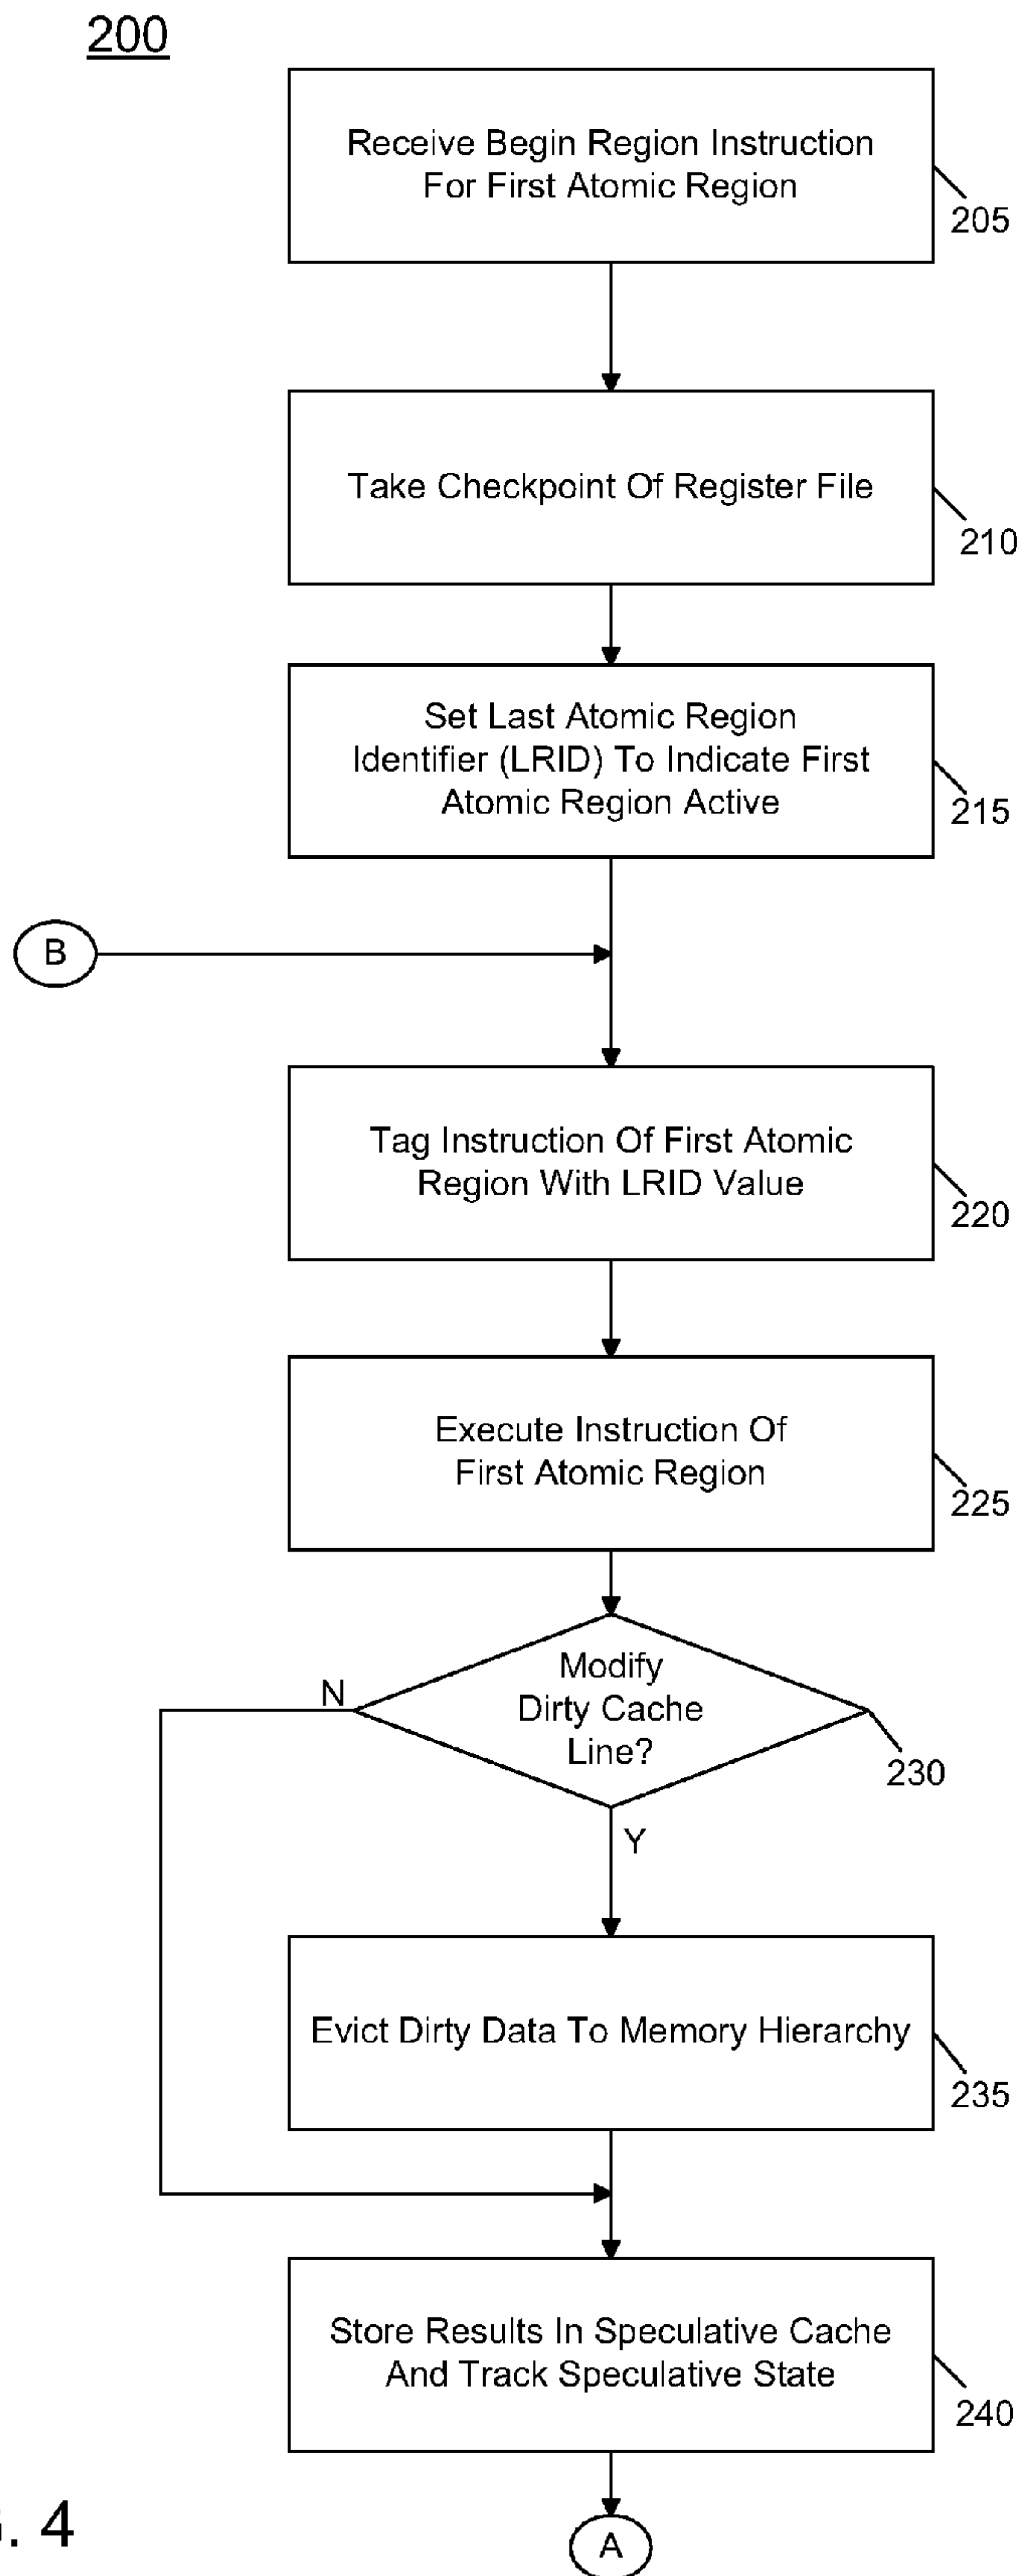 200
Receive Begin Region Instruction
For First Atomic Region
205
Take Checkpoint Of Register File
210
Set Last Atomic Region
Identifier (LRID) To Indicate First
Atomic Region Active
215
B
Tag Instruction Of First Atomic
Region With LRID Value
220
Execute Instruction Of
First Atomic Region
225
Modify
Dirty Cache
Line?
N
230
Y
Evict Dirty Data To Memory Hierarchy
235
Store Results In Speculative Cache
And Track Speculative State
240
. 4
A